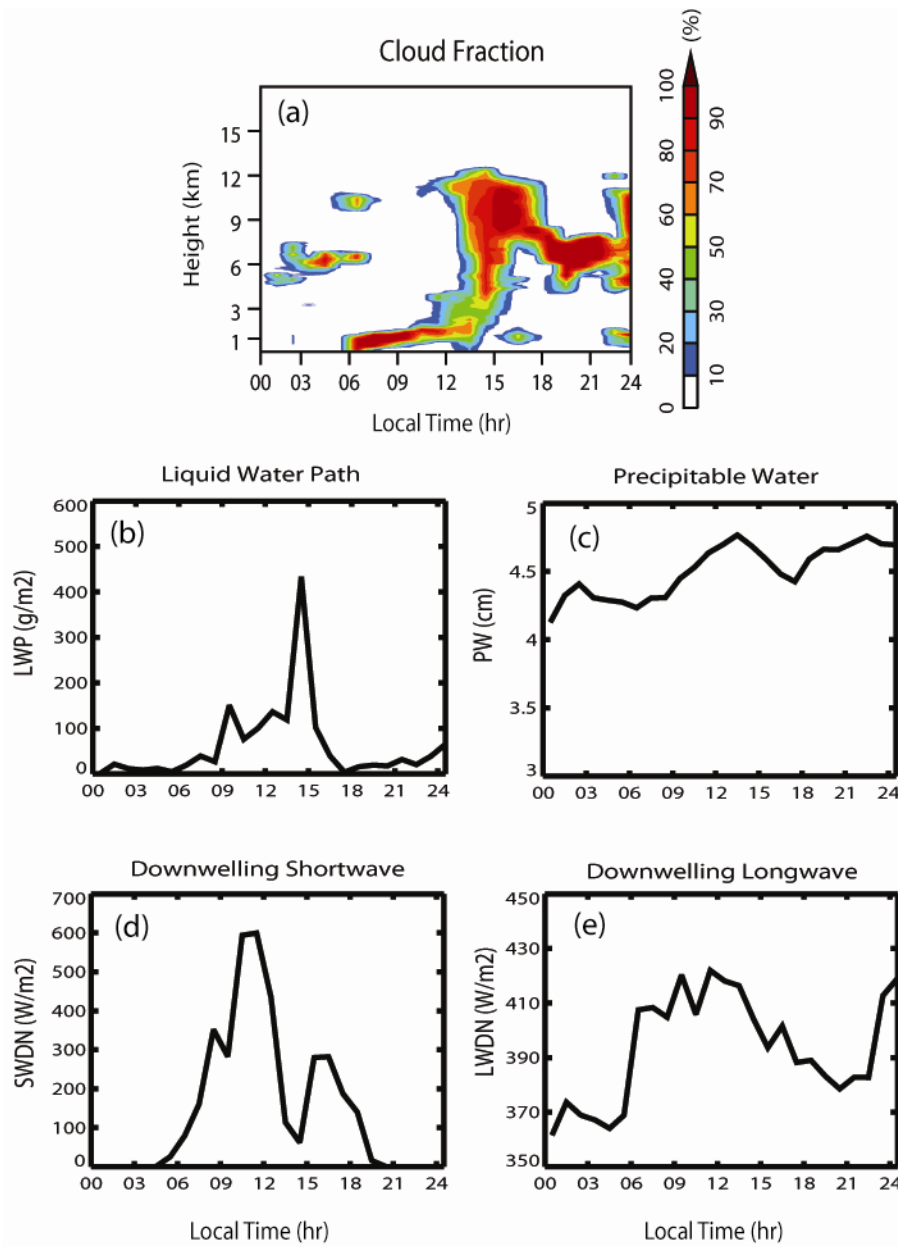 Cloud Fraction
(%)
(a)
Height (km)
15
12
9
6
3
1
00 03 06 09 12 15 18 21 24
Local Time (hr)
0 20 40 60 80 100
10 30 50 70 90
Liquid Water Path
(b)
LWP (g/m2)
600
500
400
300
200
100
0
00 03 06 09 12 15 18 21 24
Precipitable Water
(c)
PW (cm)
5
4.5
4
3.5
3
00 03 06 09 12 15 18 21 24
Downwelling Shortwave
(d)
SWDN (W/m2)
700
600
500
400
300
200
100
0
00 03 06 09 12 15 18 21 24
Local Time (hr)
Downwelling Longwave
(e)
LWDN (W/m2)
450
430
410
390
370
350
00 03 06 09 12 15 18 21 24
Local Time (hr)